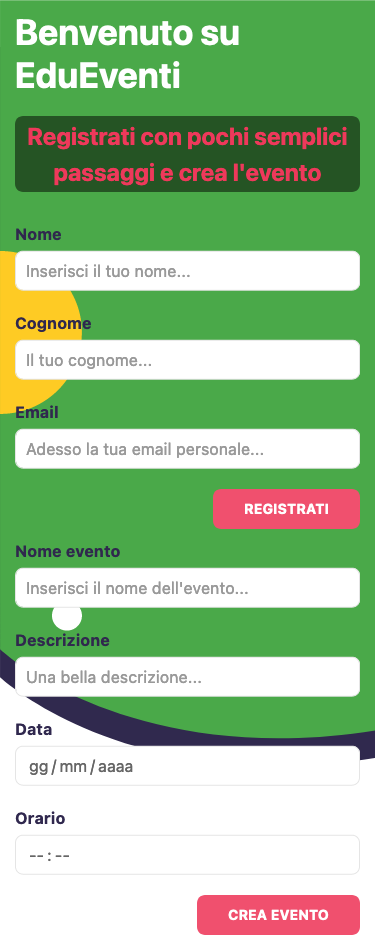 Benvenuto su
EduEventi
Registrati con pochi semplici
passaggi e crea l'evento
Nome
Inserisci il tuo nome...
Cognome
Il tuo cognome...
Email
Adesso la tua email personale...
REGISTRATI
Nome evento
Inserisci il nome dell'evento...
Descrizione
Una bella descrizione...
Data
gg/mm/aaaa
Orario
--:--
CREA EVENTO